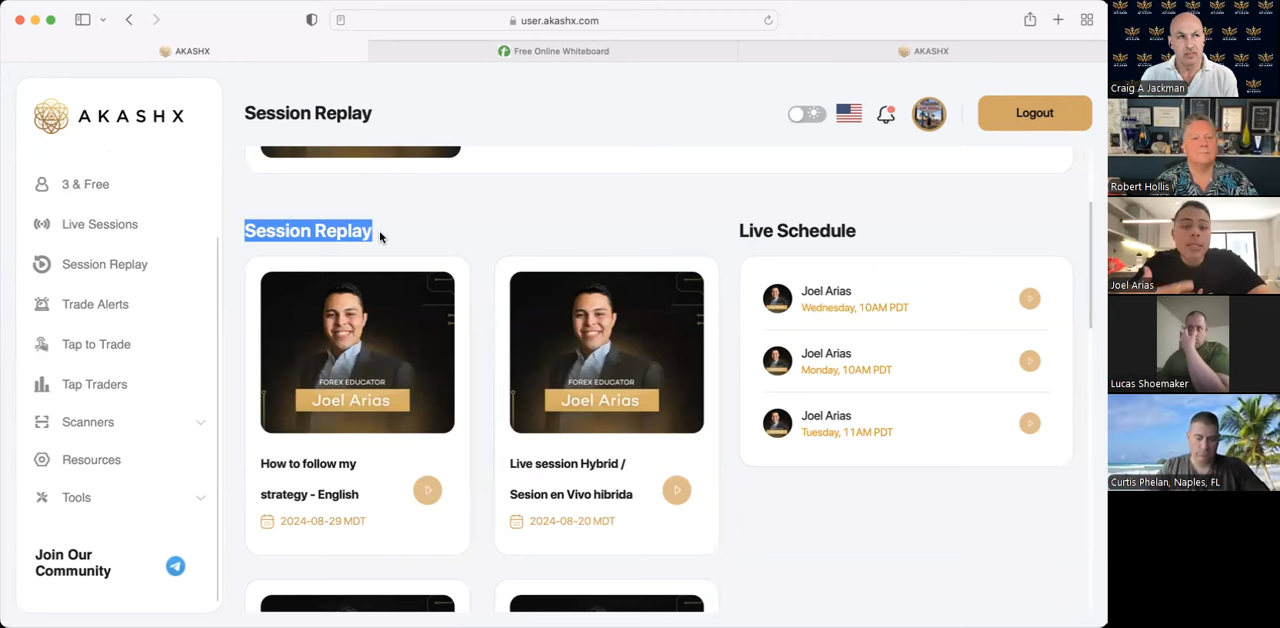 user.akashx.com
AKASHX
Free Online Whiteboard
AKASHX
AKASHX
3 & Free
Live Sessions
Session Replay
Trade Alerts
Tap to Trade
Tap Traders
Scanners
Resources
Tools
Join Our
Community
Session Replay
Logout
Session Replay
FOREX EDUCATOR
Joel Arias
How to follow my
strategy - English
2024-08-29 MDT
FOREX EDUCATOR
Joel Arias
Live session Hybrid /
Sesion en Vivo hibrida
2024-08-20 MDT
Live Schedule
Joel Arias
Wednesday, 10AM PDT
Joel Arias
Monday, 10AM PDT
Joel Arias
Tuesday, 11AM PDT
Craig A Jackman
Robert Hollis
Joel Arias
Lucas Shoemaker
Curtis Phelan, Naples, FL